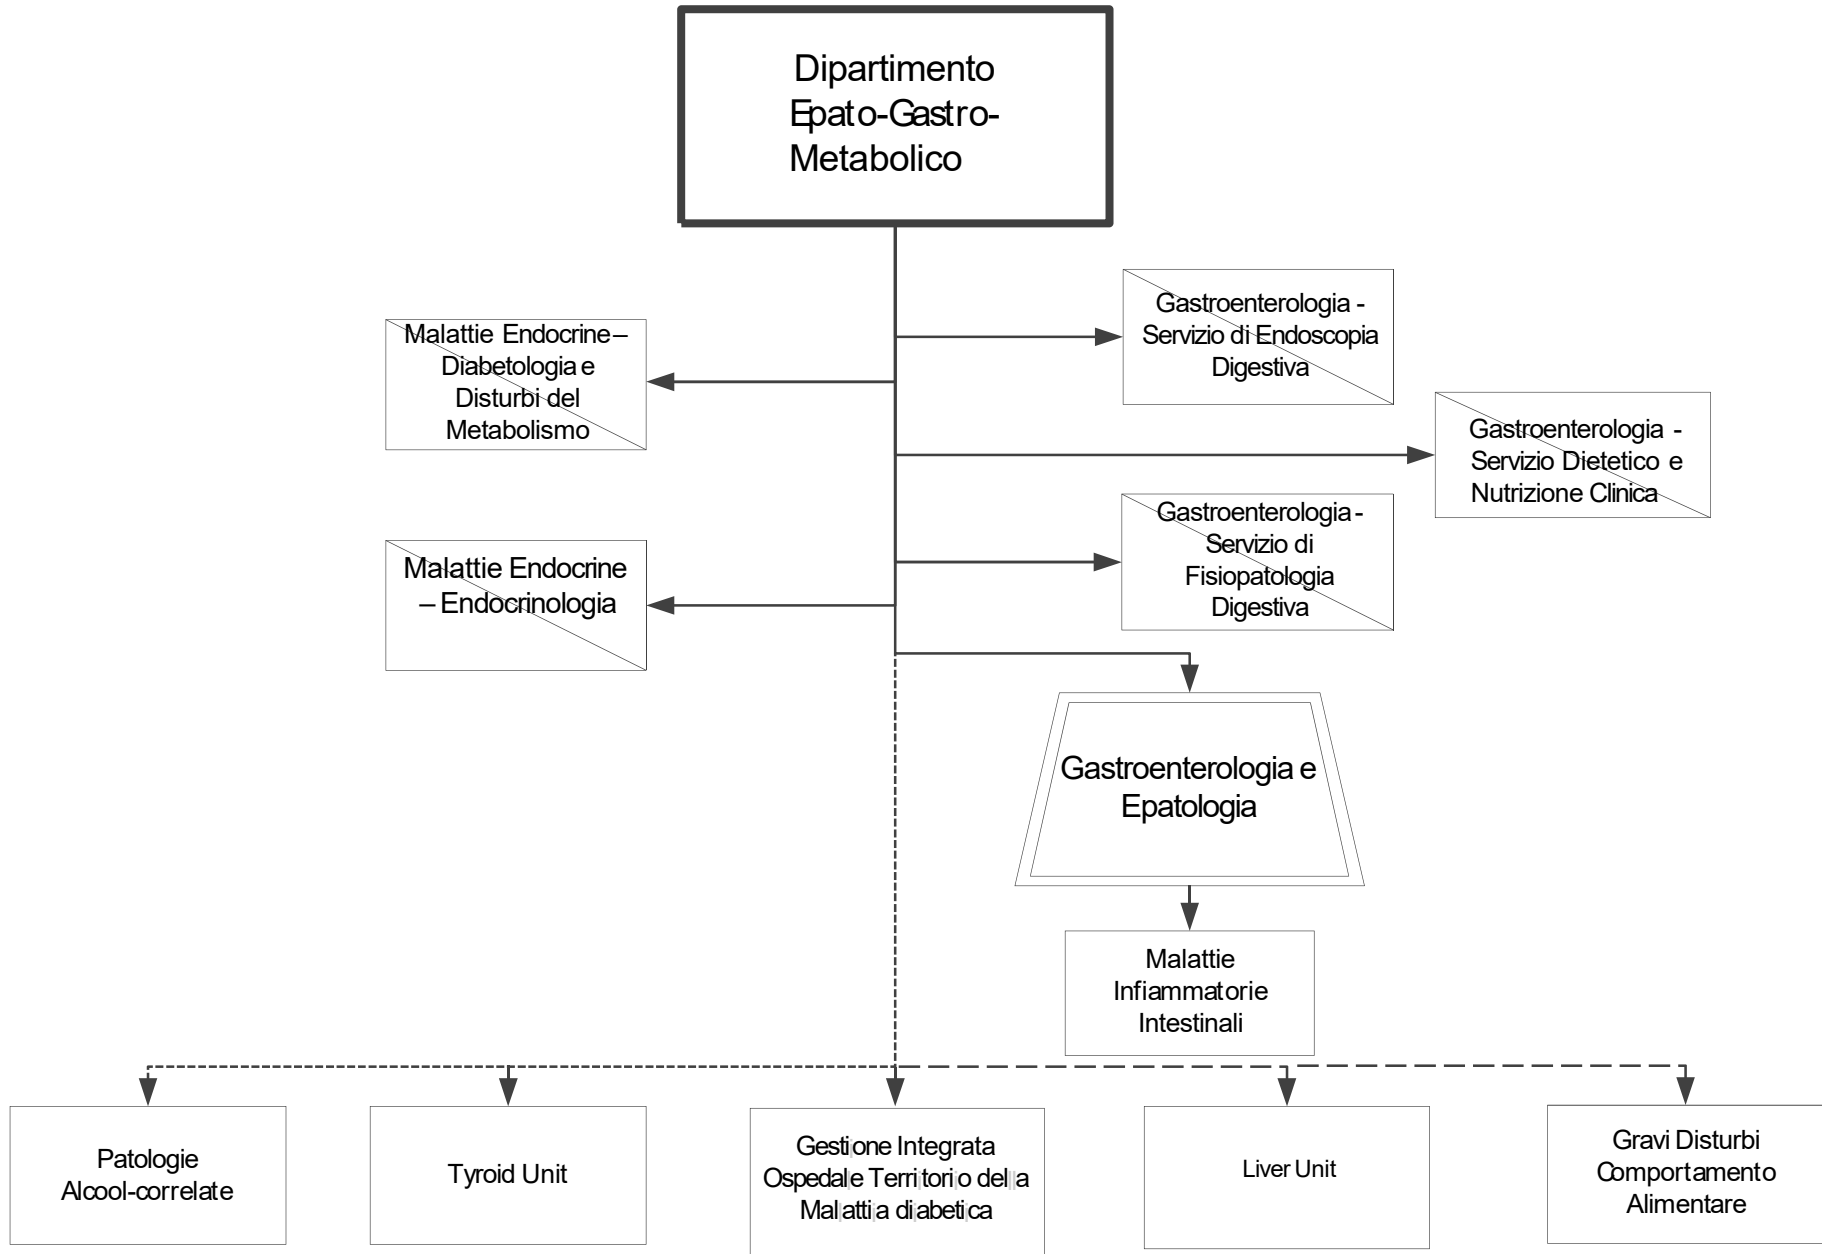 Dipartimento
Epato-Gastro-
Metabolico
Gastroenterologia -
Servizio di Endoscopia
Digestiva
Malattie Endocrine –
Diabetologia e
Disturbi del
Metabolismo
Gastroenterologia -
Servizio Dietetico e
Nutrizione Clinica
Gastroenterologia -
Servizio di
Fisiopatologia
Digestiva
Malattie Endocrine
– Endocrinologia
Gastroenterologia e
Epatologia
Malattie
Infiammatorie
Intestinali
Patologie
Alcool-correlate
Tyroid Unit
Gestione Integrata
Ospedale Territorio della
Malattia diabetica
Liver Unit
Gravi Disturbi
Comportamento
Alimentare